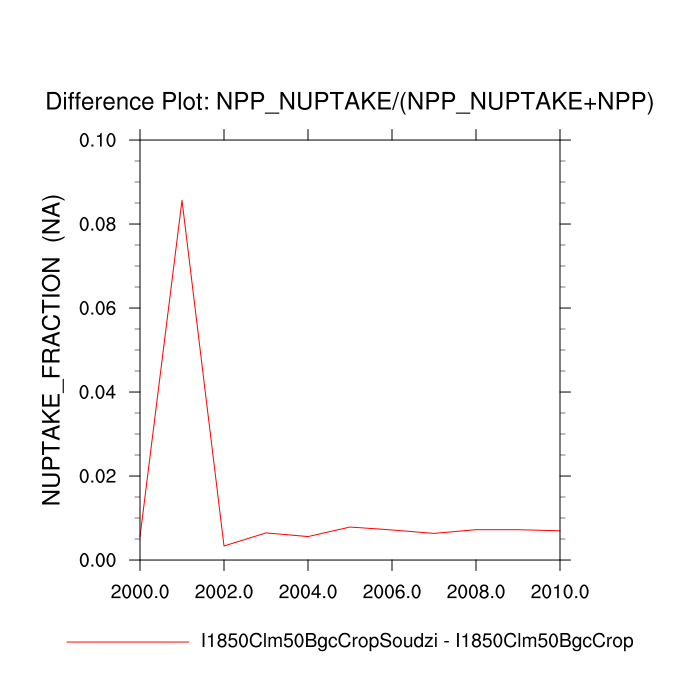 Difference Plot: NPP_NUPTAKE/(NPP_NUPTAKE+NPP)
NUPTAKE_FRACTION (NA)
0.10
0.08
0.06
0.04
0.02
0.00
2000.0 2002.0 2004.0 2006.0 2008.0 2010.0
I1850Clm50BgcCropSoudzi - I1850Clm50BgcCrop